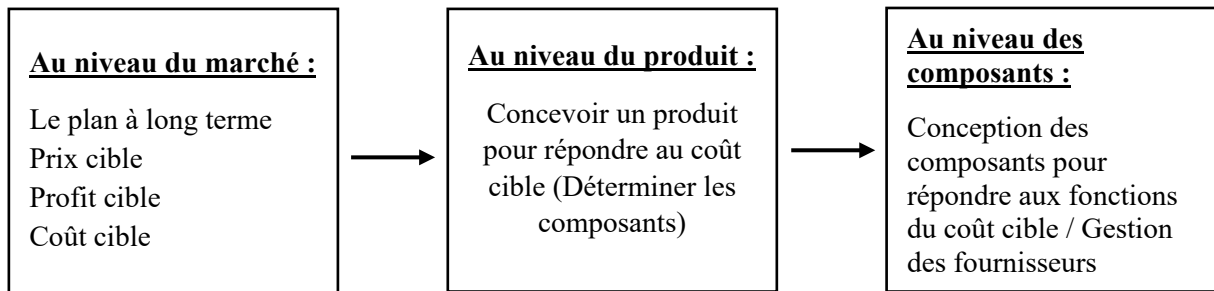 Au niveau du marché :
Le plan à long terme
Prix cible
Profit cible
Coût cible
Au niveau du produit :
Concevoir un produit
pour répondre au coût
cible (Déterminer les
composants)
Au niveau des
composants :
Conception des
composants pour
répondre aux fonctions
du coût cible / Gestion
des fournisseurs